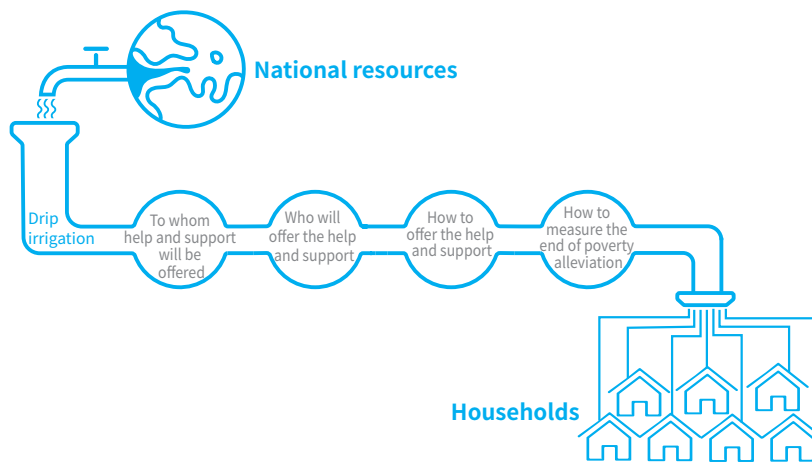 National resources
Drip
irrigation
To whom
help and support
will be
offered
Who will
offer the help
and support
How to
offer the help
and support
How to
measure the
end of poverty
alleviation
Households